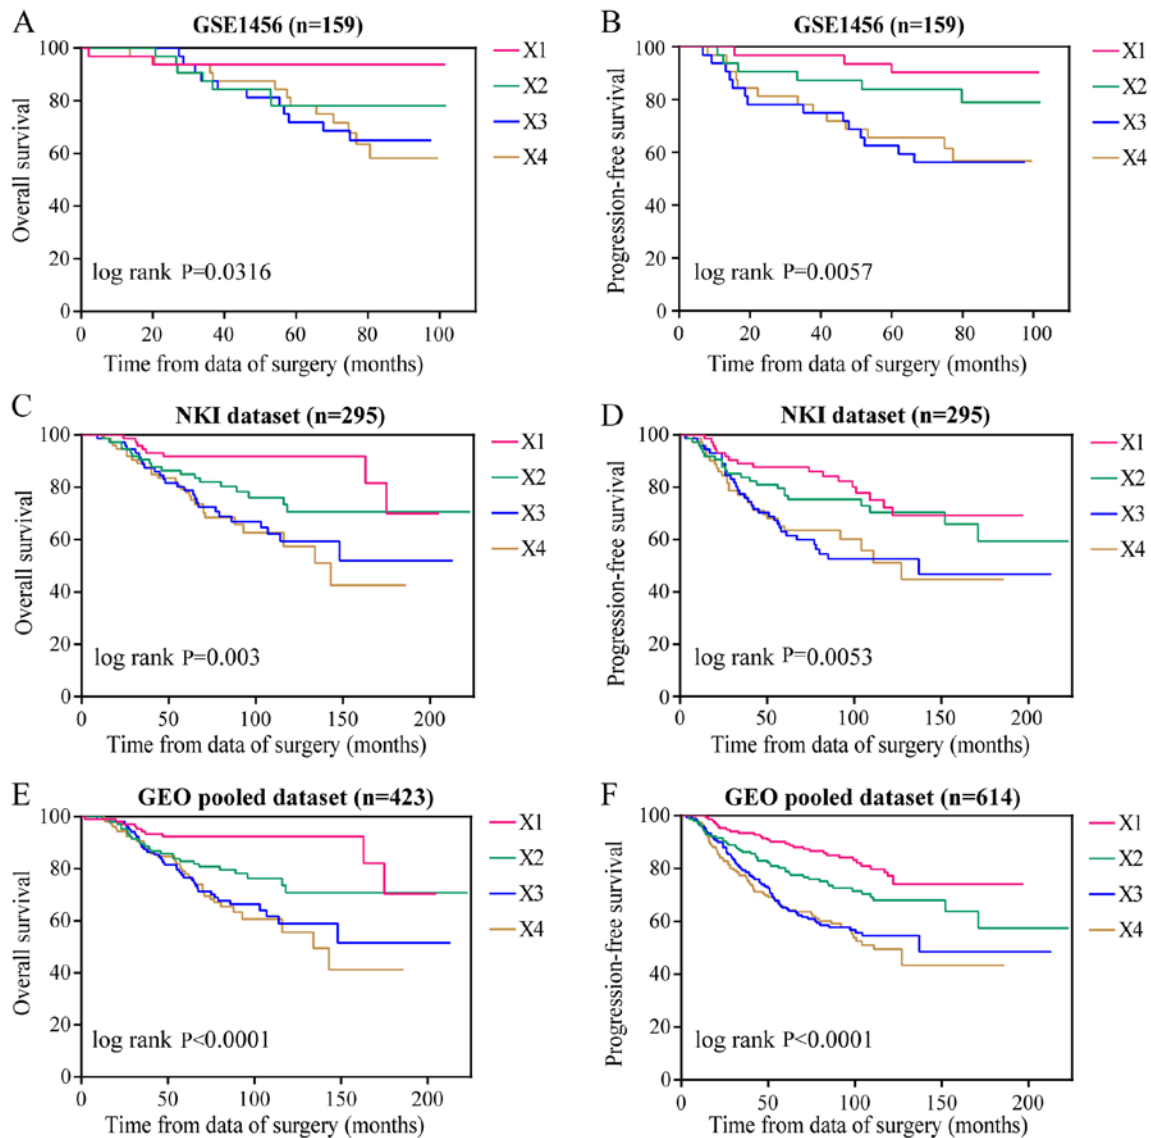 A
GSE1456 (n=159)
Overall survival
100
80
60
40
20
0
0 20 40 60 80 100
Time from data of surgery (months)
log rank P=0.0316
X1
X2
X3
X4
B
GSE1456 (n=159)
Progression-free survival
100
80
60
40
20
0
0 20 40 60 80 100
Time from data of surgery (months)
log rank P=0.0057
X1
X2
X3
X4
C
NKI dataset (n=295)
Overall survival
100
80
60
40
20
0
0 50 100 150 200
Time from data of surgery (months)
log rank P=0.003
X1
X2
X3
X4
D
NKI dataset (n=295)
Progression-free survival
100
80
60
40
20
0
0 50 100 150 200
Time from data of surgery (months)
log rank P=0.0053
X1
X2
X3
X4
E
GEO pooled dataset (n=423)
Overall survival
100
80
60
40
20
0
0 50 100 150 200
Time from data of surgery (months)
log rank P<0.0001
X1
X2
X3
X4
F
GEO pooled dataset (n=614)
Progression-free survival
100
80
60
40
20
0
0 50 100 150 200
Time from data of surgery (months)
log rank P<0.0001
X1
X2
X3
X4